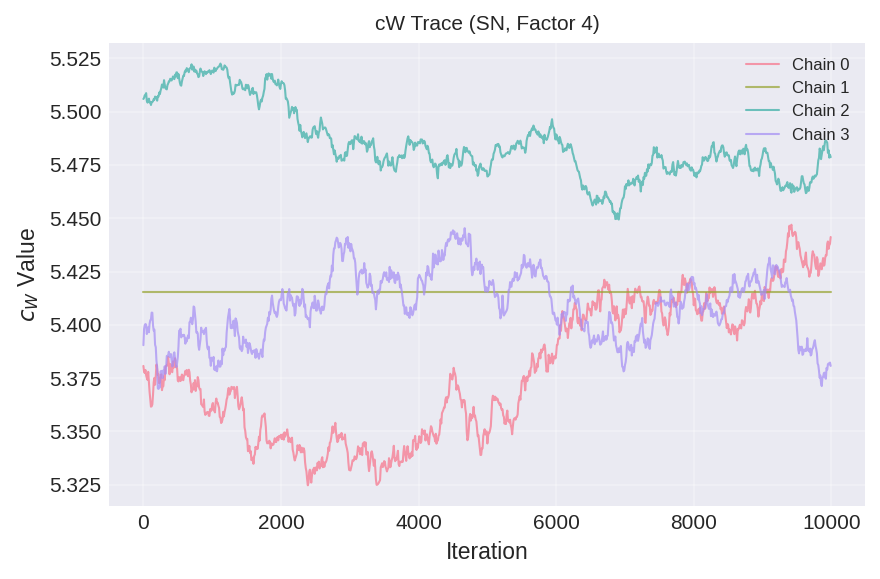 cW Trace (SN, Factor 4)
Chain 0
Chain 1
Chain 2
Chain 3
5.525
5.500
5.475
5.450
5.425
5.400
5.375
5.350
5.325
c_W Value
0 2000 4000 6000 8000 10000
Iteration